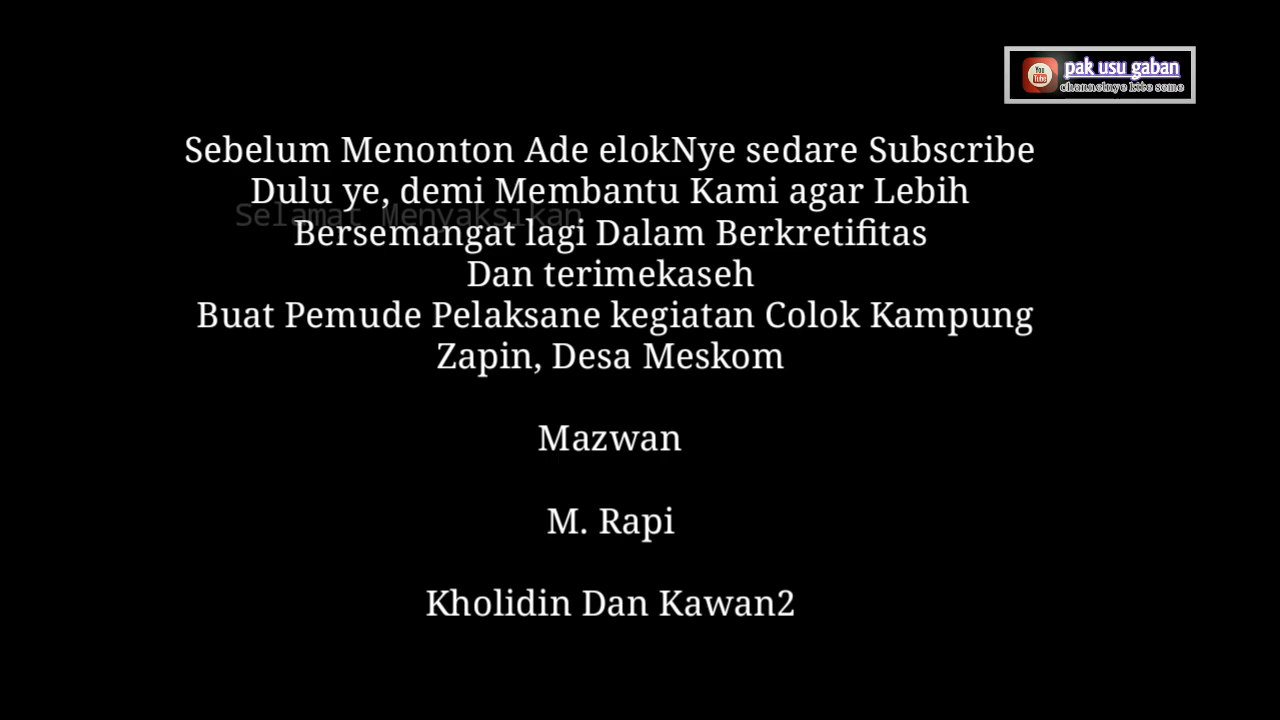 pak usu gaban
channelnye kite seme
Sebelum Menonton Ade elokNye sedare Subscribe
Dulu ye, demi Membantu Kami agar Lebih
Selamat Menyaksikan
Bersemangat lagi Dalam Berkretifitas
Dan terimekaseh
Buat Pemude Pelaksane kegiatan Colok Kampung
Zapin, Desa Meskom
Mazwan
M. Rapi
Kholidin Dan Kawan2